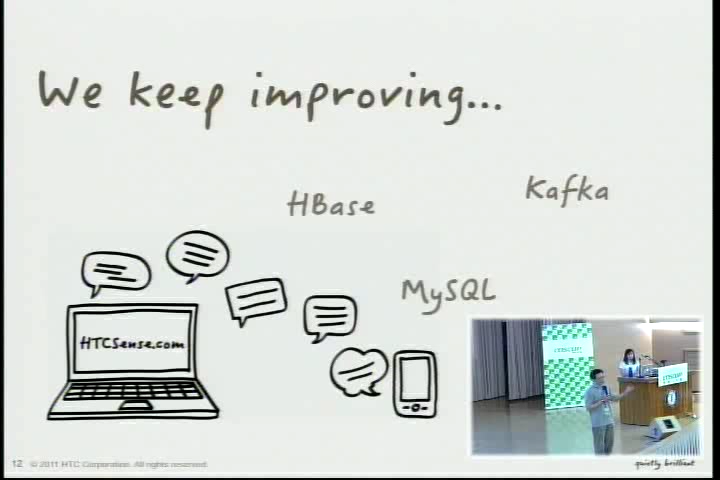 We keep improving...
HBase
Kafka
MySQL
HTCSense.com
12 © 2011 HTC Corporation. All rights reserved.
quietly brilliant